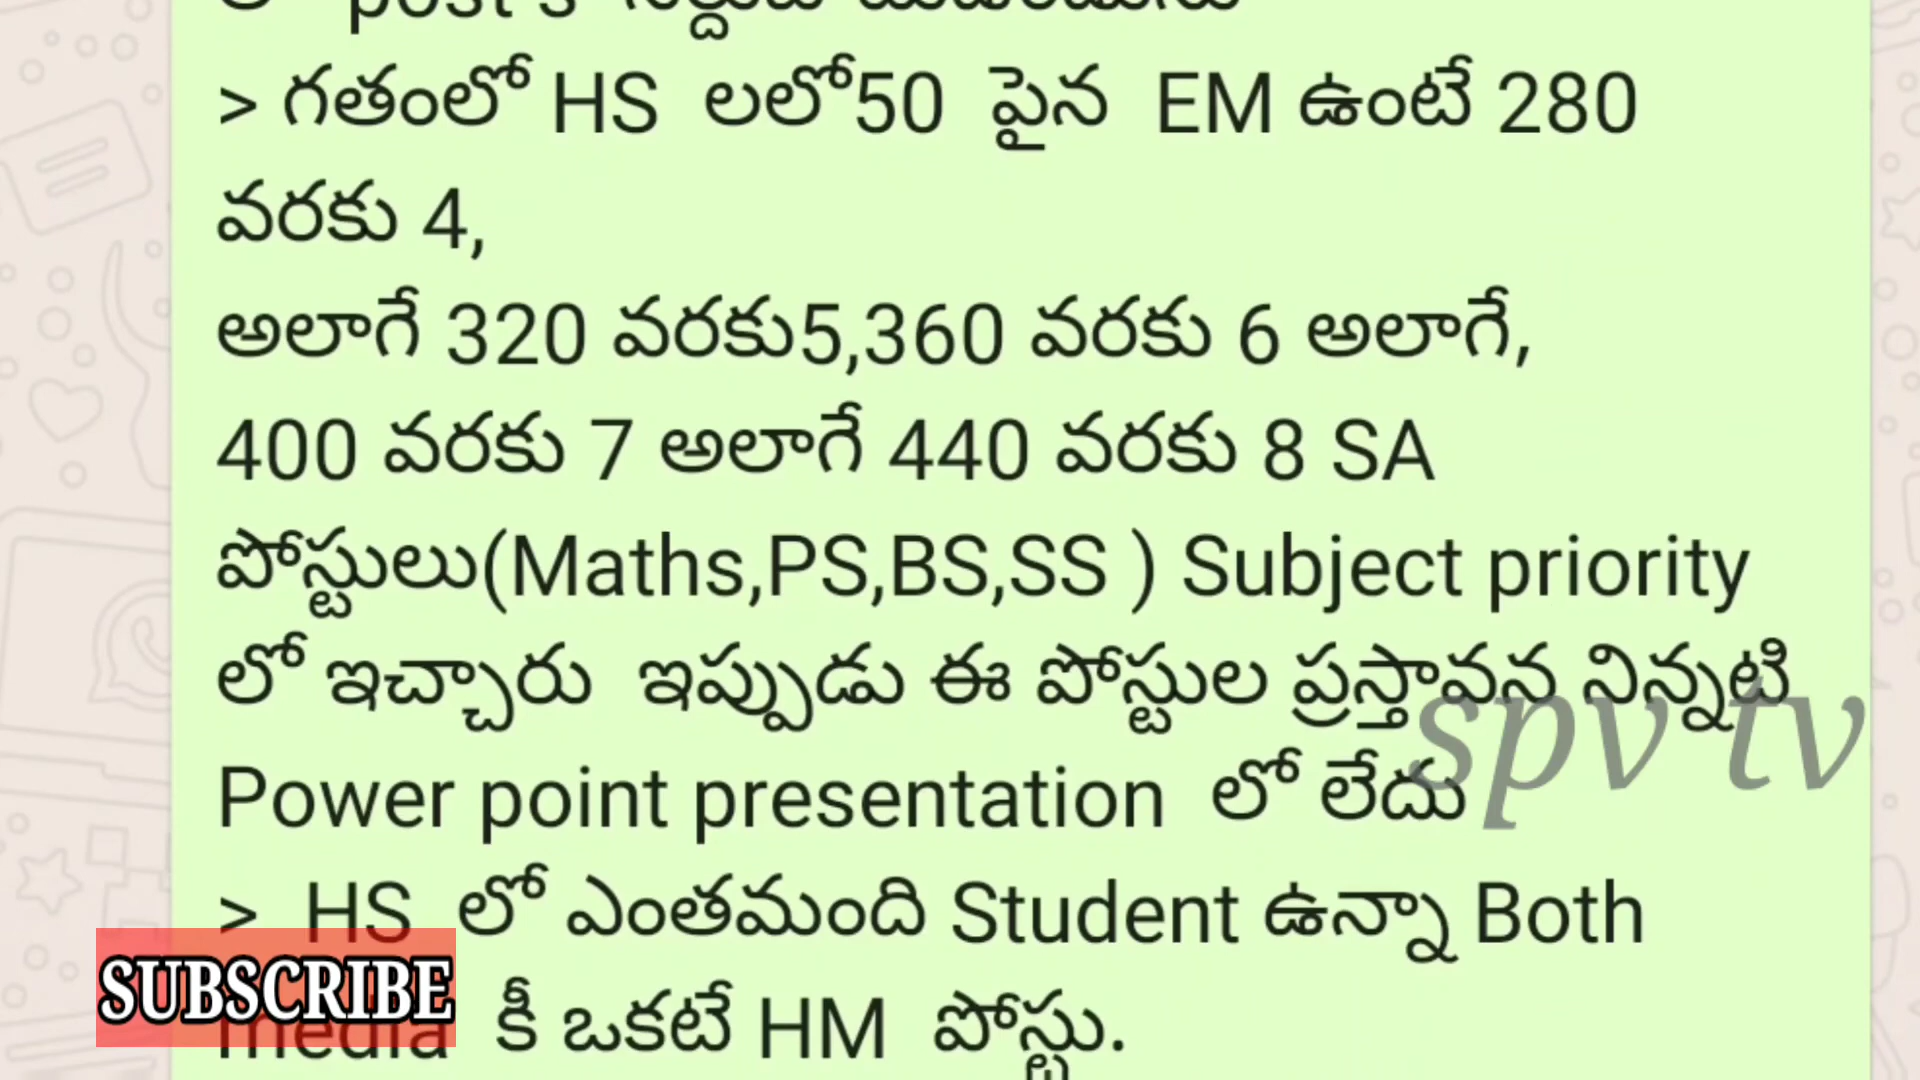 post's
> గతంలో HS లలో50 పైన EM ఉంటే 280
వరకు 4,
అలాగే 320 వరకు5,360 వరకు 6 అలాగే,
400 వరకు 7 అలాగే 440 వరకు 8 SA
పోస్టులు(Maths,PS,BS,SS ) Subject priority
లో ఇచ్చారు ఇప్పుడు ఈ పోస్టుల ప్రస్తావన నిన్నటి
spv tv
Power point presentation లో లేదు
> HS లో ఎంతమంది Student ఉన్నా Both
SUBSCRIBE
media కీ ఒకటే HM పోస్టు.